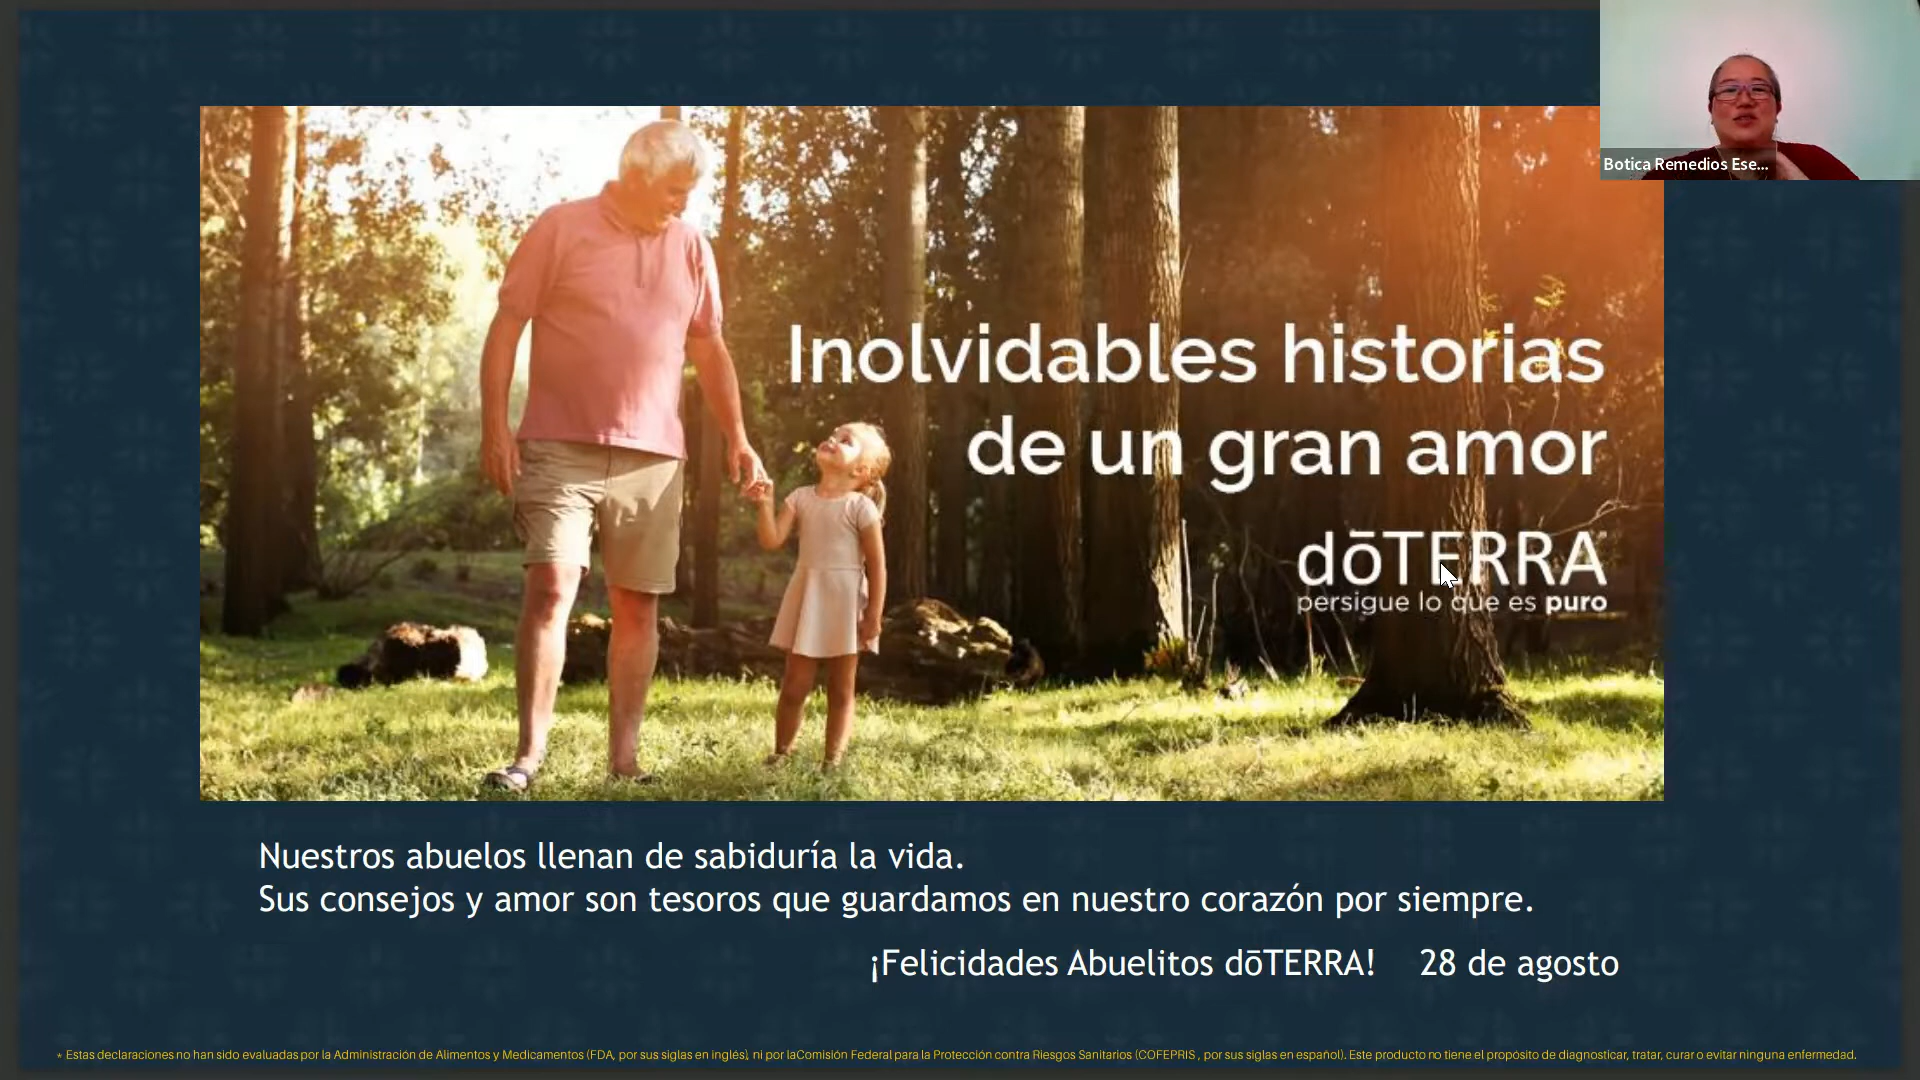 Botica Remedios Ese...
Inolvidables historias
de un gran amor
dōTERRA
persigue lo que es puro
Nuestros abuelos llenan de sabiduría la vida.
Sus consejos y amor son tesoros que guardamos en nuestro corazón por siempre.
¡Felicidades Abuelitos dōTERRA! 28 de agosto
* Estas declaraciones no han sido evaluadas por la Administración de Alimentos y Medicamentos (FDA, por sus siglas en inglés), ni por laComisión Federal para la Protección contra Riesgos Sanitarios (COFEPRIS , por sus siglas en español). Este producto no tiene el propósito de diagnosticar, tratar, curar o evitar ninguna enfermedad.